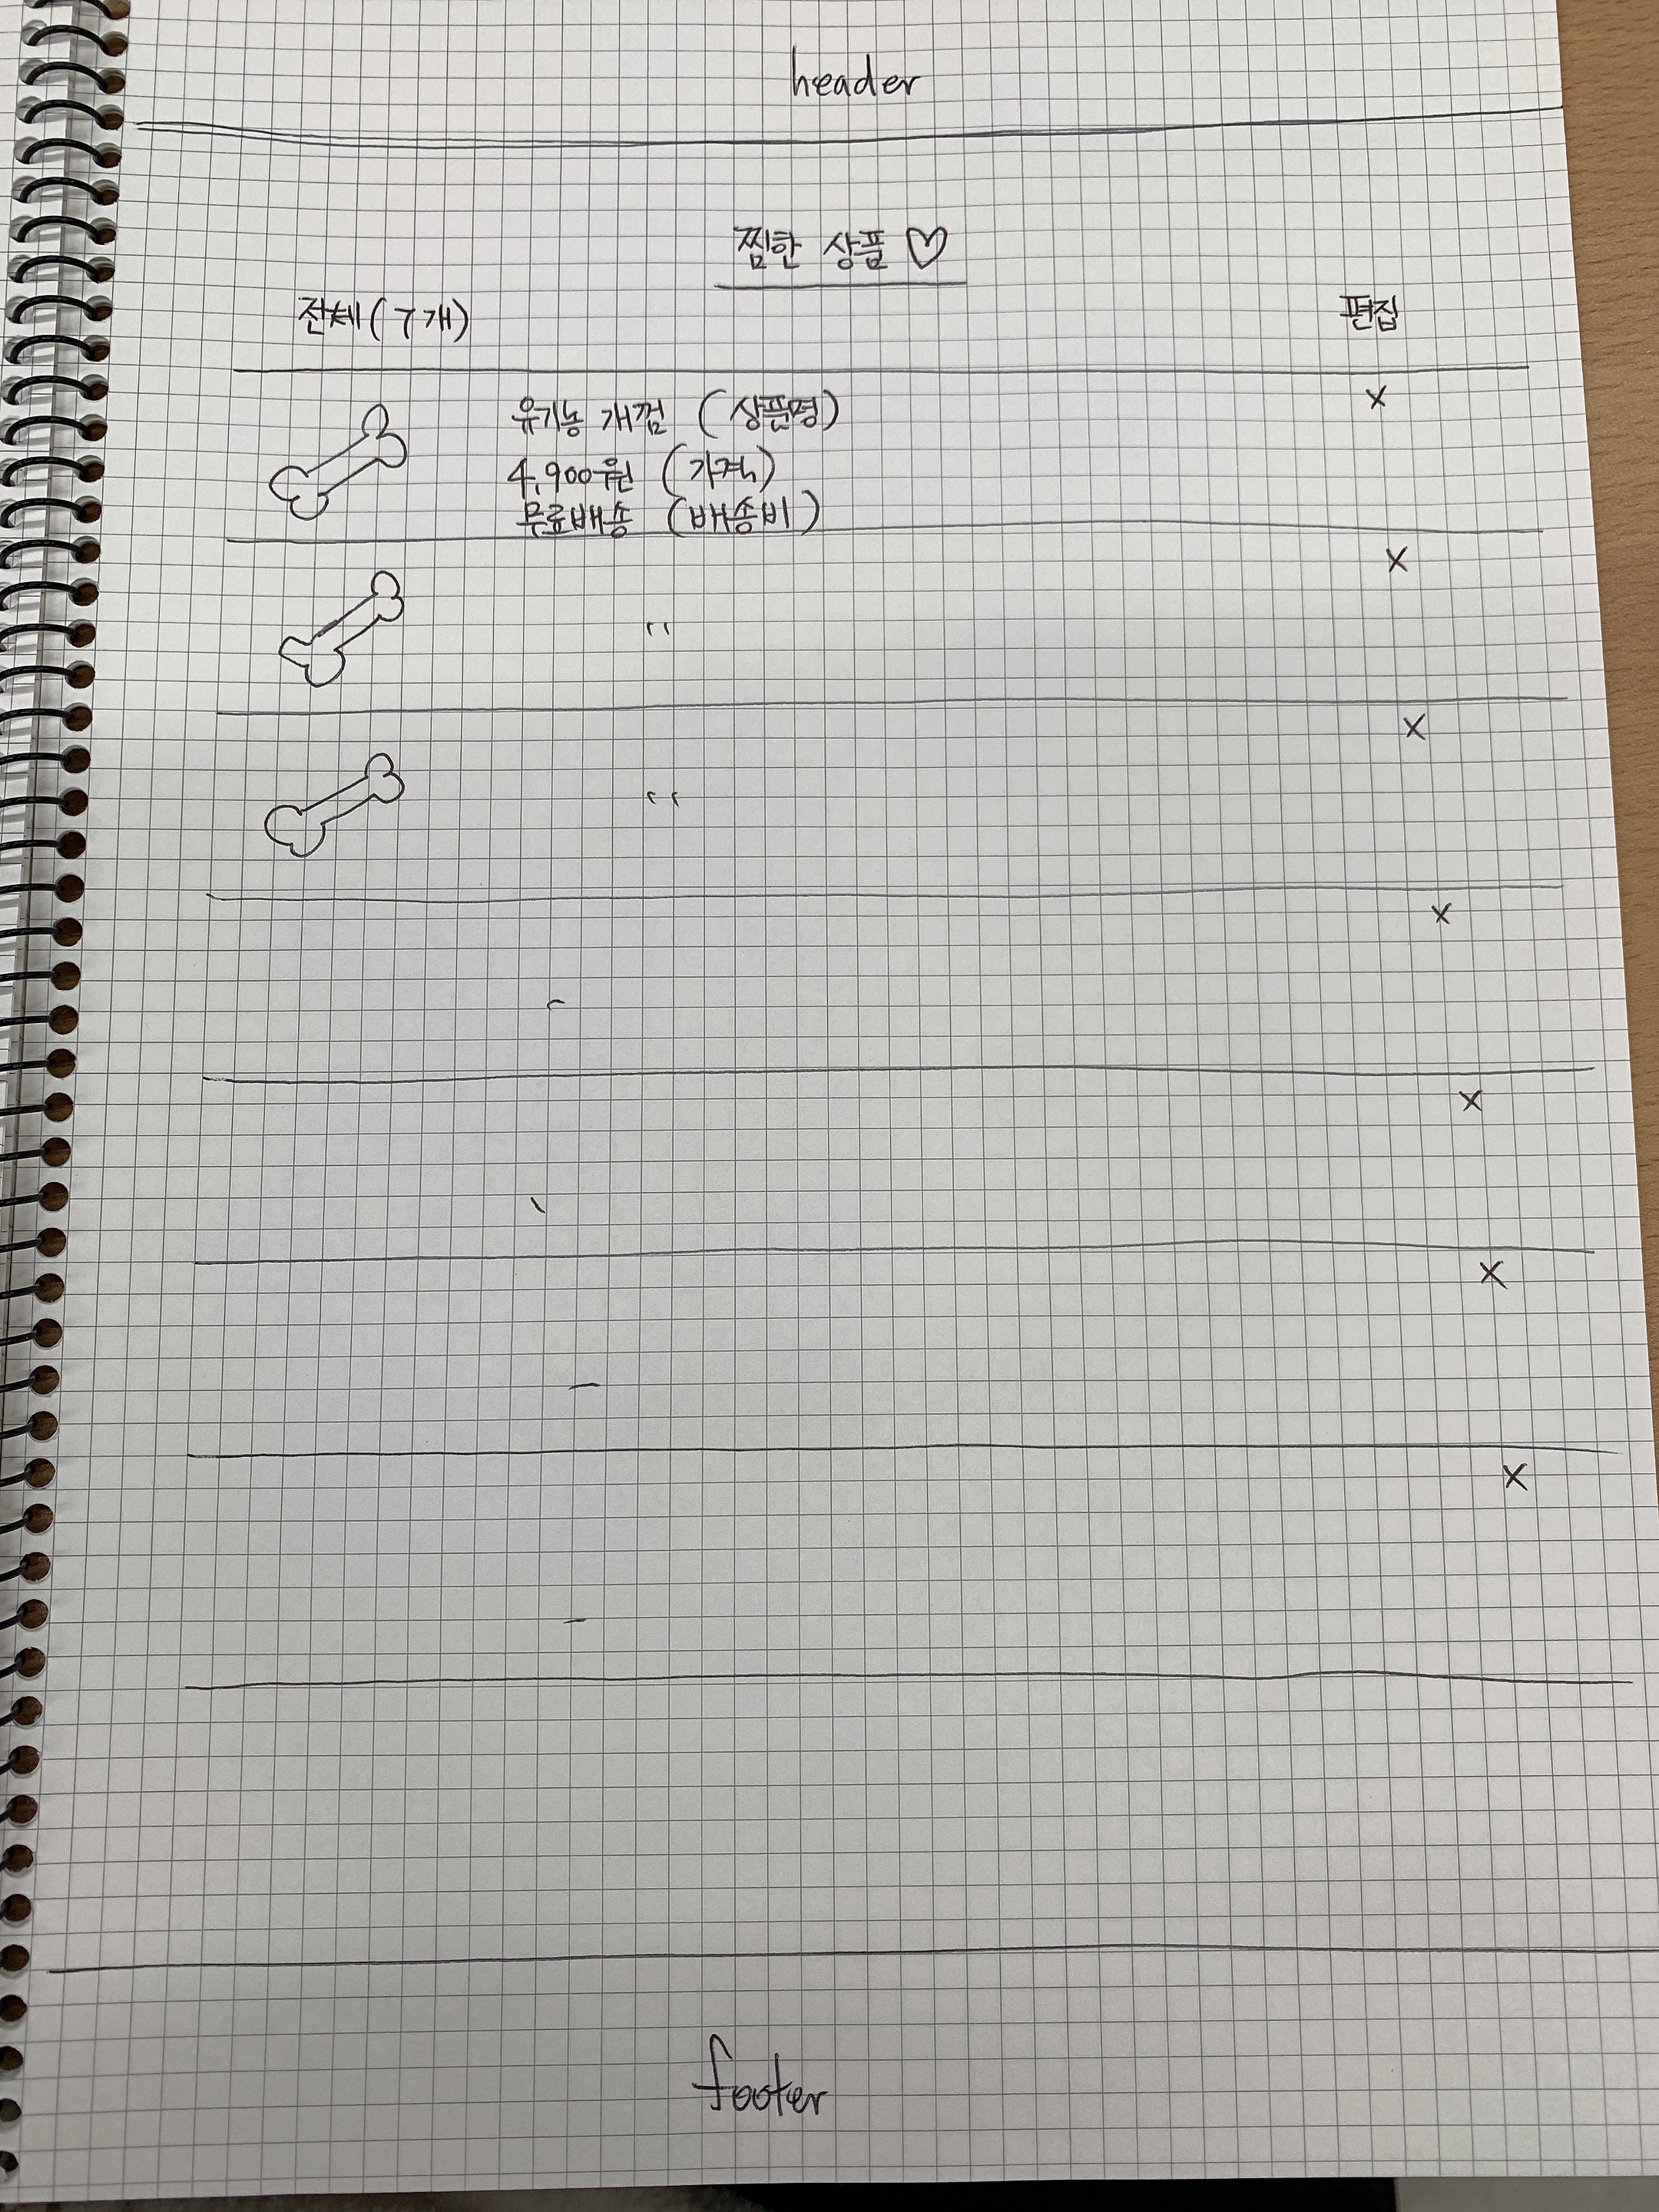 header
찜한 상품 ♡
전체(7개) 편집
유기농 개껌 (상품명) X
4,900원 (가격)
무료배송 (배송비)
X
"
X
"
X
X
X
X
footer